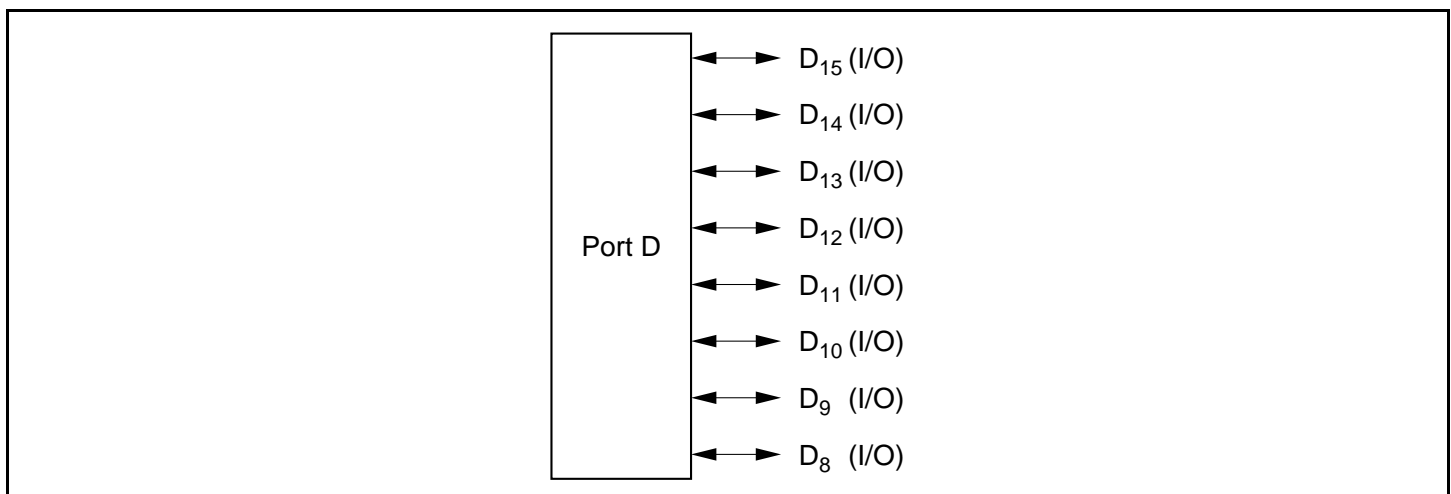 D15 (I/O)
D14 (I/O)
D13 (I/O)
D12 (I/O)
Port D
D11 (I/O)
D10 (I/O)
D9 (I/O)
D8 (I/O)